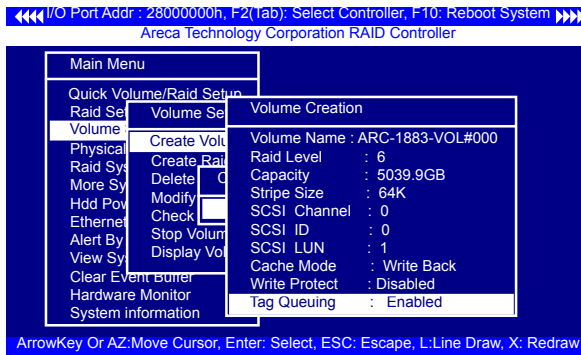 I/O Port Addr : 28000000h, F2(Tab): Select Controller, F10: Reboot System
Areca Technology Corporation RAID Controller
Main Menu
Quick Volume/Raid Setup
Raid Set
Volume
Physical
Raid Sys
More Sy
Hdd Pow
Ethernet
Alert By
View Sy
Clear Event Buffer
Hardware Monitor
System information
Volume Se
Create Volu
Create Rai
Delete
Modify
Check
Stop Volum
Display Vol
C
Volume Creation
Volume Name : ARC-1883-VOL#000
Raid Level : 6
Capacity : 5039.9GB
Stripe Size : 64K
SCSI Channel : 0
SCSI ID : 0
SCSI LUN : 1
Cache Mode : Write Back
Write Protect : Disabled
Tag Queuing : Enabled
ArrowKey Or AZ:Move Cursor, Enter: Select, ESC: Escape, L:Line Draw, X: Redraw